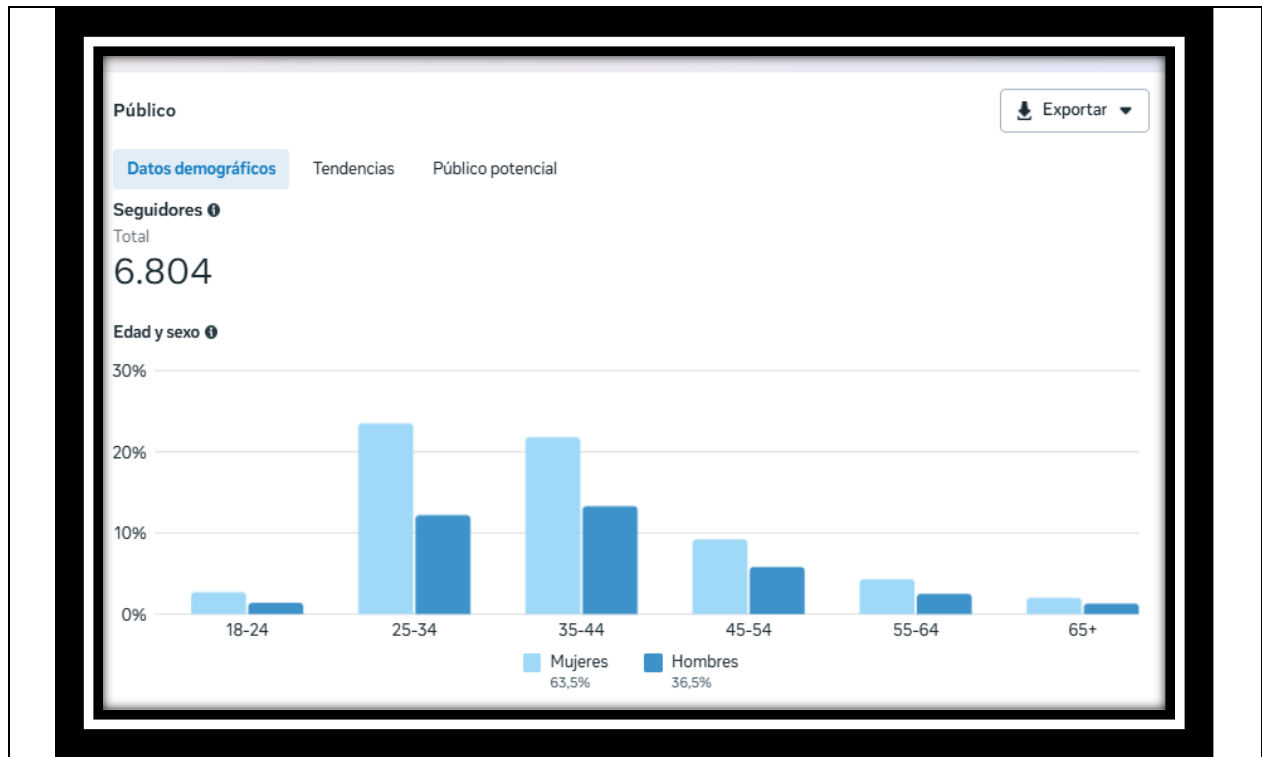 Público
Exportar
Datos demográficos Tendencias Público potencial
Seguidores
Total
6.804
Edad y sexo
30%
20%
10%
0%
18-24 25-34 35-44 45-54 55-64 65+
Mujeres Hombres
63,5% 36,5%